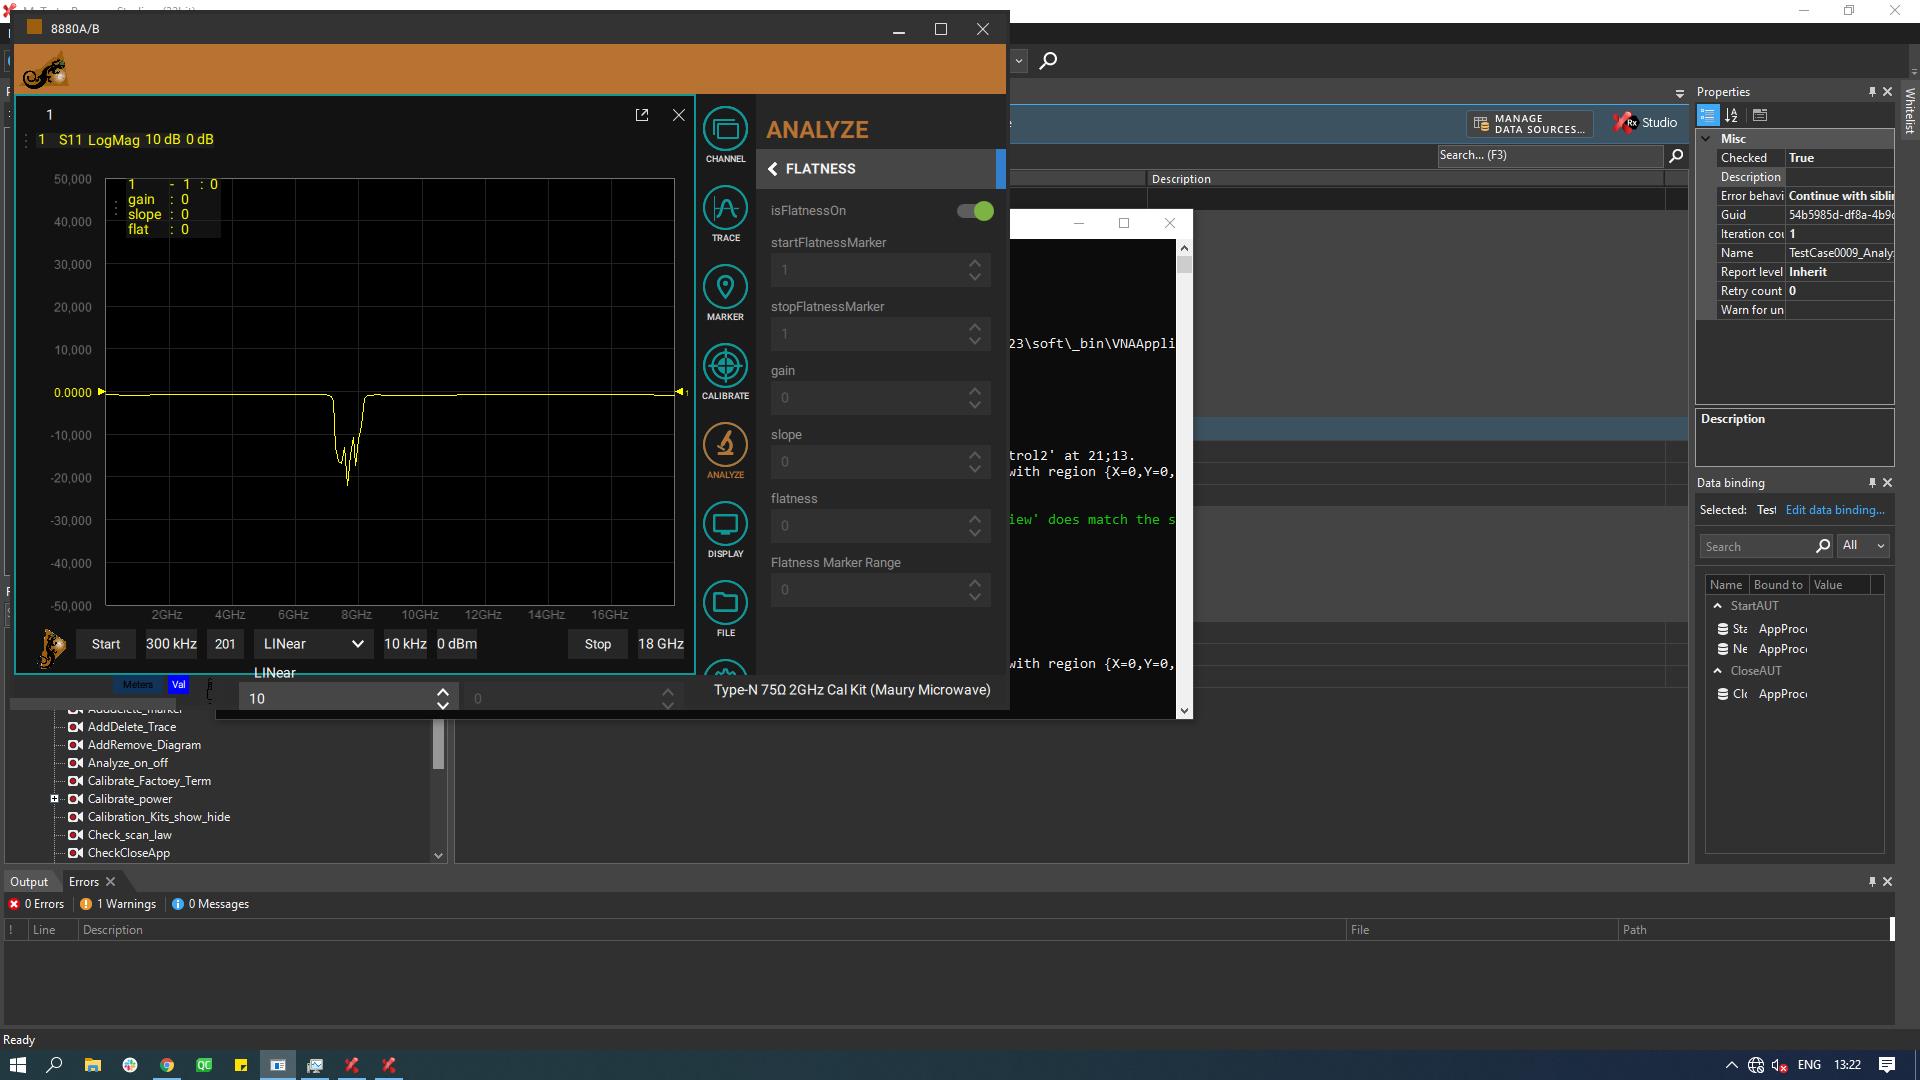 8880A/B
1
1 S11 LogMag 10 dB 0 dB
50,000
40,000
30,000
20,000
10,000
0.0000
-10,000
-20,000
-30,000
-40,000
-50,000
1 - 1 : 0
gain : 0
slope : 0
flat : 0
1
2GHz 4GHz 6GHz 8GHz 10GHz 12GHz 14GHz 16GHz
Start 300 kHz 201 LINear 10 kHz 0 dBm Stop 18 GHz
LINear
Meters Val
10
0
Type-N 75Ω 2GHz Cal Kit (Maury Microwave)
CHANNEL
TRACE
MARKER
CALIBRATE
ANALYZE
DISPLAY
FILE
ANALYZE
FLATNESS
isFlatnessOn
startFlatnessMarker
1
stopFlatnessMarker
1
gain
0
slope
0
flatness
0
Flatness Marker Range
0
23\soft\_bin\VNAAppli
trol2' at 21;13.
with region {X=0,Y=0,
iew' does match the s
with region {X=0,Y=0,
MANAGE
DATA SOURCES...
Rx Studio
Search... (F3)
Description
Properties
Whitelist
Misc
Checked True
Description
Error behavi Continue with siblin
Guid 54b5985d-df8a-4b9c
Iteration cou 1
Name TestCase0009_Analyz
Report level Inherit
Retry count 0
Warn for un
Description
Data binding
Selected: Test Edit data binding...
Search All
Name Bound to Value
StartAUT
Sta AppProce
Ne AppProce
CloseAUT
Clo AppProce
AddDelete_Trace
AddRemove_Diagram
Analyze_on_off
Calibrate_Factoey_Term
Calibrate_power
Calibration_Kits_show_hide
Check_scan_law
CheckCloseApp
Output Errors
0 Errors 1 Warnings 0 Messages
! Line Description File Path
Ready
QC
ENG 13:22